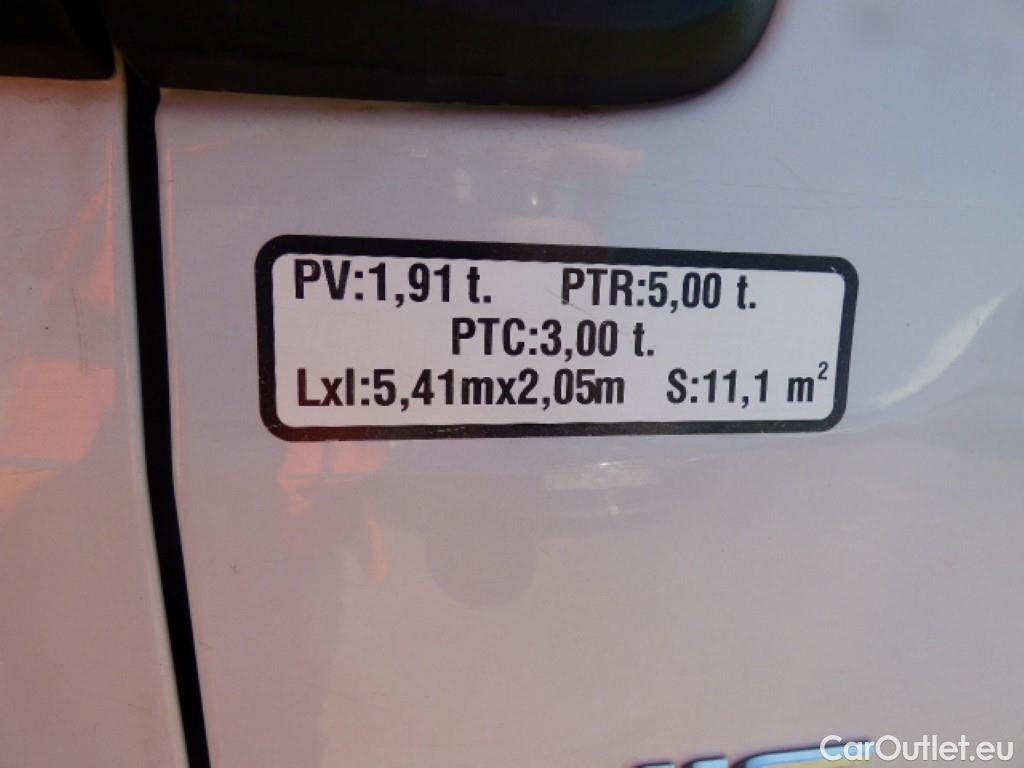 PV:1,91 t. PTR:5,00 t.
PTC:3,00 t.
Lxl:5,41mx2,05m S:11,1 m²
CarOutlet.eu